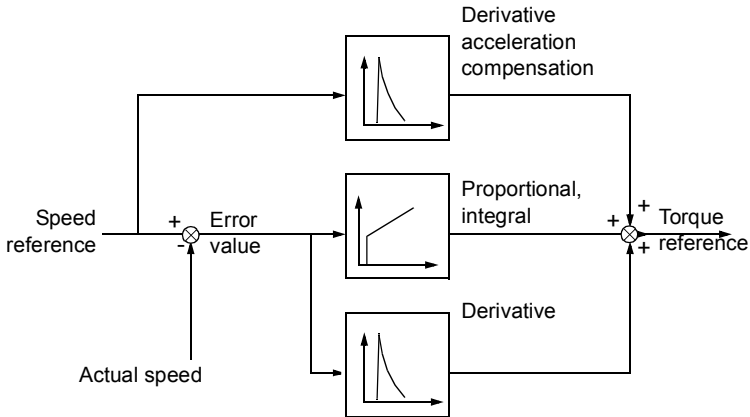 Derivative
acceleration
compensation
Speed
reference
+
-
Error
value
Proportional,
integral
+
+
+
Torque
reference
Derivative
Actual speed